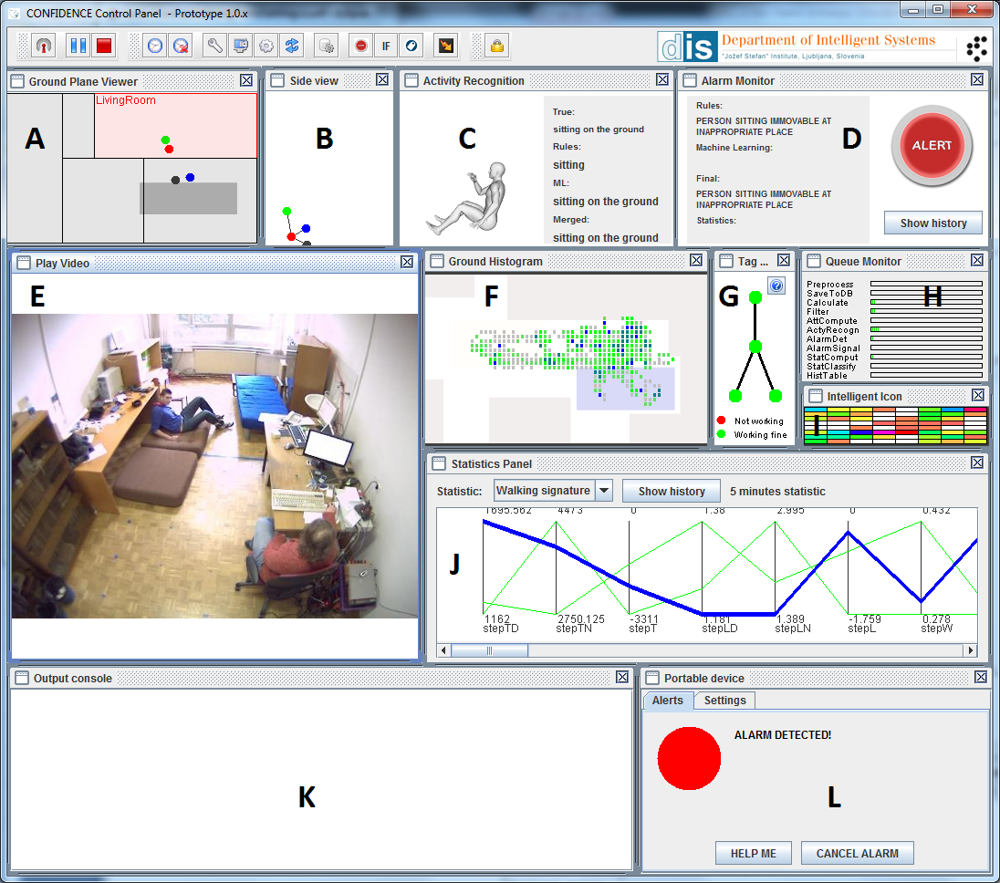 CONFIDENCE Control Panel - Prototype 1.0.x
IF
dis
Department of Intelligent Systems
"Jožef Stefan" Institute, Ljubljana, Slovenia
Ground Plane Viewer
LivingRoom
A
Side view
B
Activity Recognition
C
True:
sitting on the ground
Rules:
sitting
ML:
sitting on the ground
Merged:
sitting on the ground
Alarm Monitor
Rules:
PERSON SITTING IMMOVABLE AT
INAPPROPRIATE PLACE
Machine Learning:
Final:
PERSON SITTING IMMOVABLE AT
INAPPROPRIATE PLACE
Statistics:
D
ALERT
Show history
Play Video
E
Ground Histogram
F
Tag ...
G
?
Not working
Working fine
Queue Monitor
H
Preprocess
SaveToDB
Calculate
Filter
AttCompute
ActyRecogn
AlarmDet
AlarmSignal
StatComput
StatClassify
HistTable
Intelligent Icon
I
Statistics Panel
Statistic: Walking signature Show history 5 minutes statistic
J
1695.562 4473 0 1.38 2.995 0 0.432
1162 2750.125 -3311 1.181 1.389 -1.759 0.278
stepTD stepTN stepT stepLD stepLN stepL stepW
Output console
K
Portable device
Alerts Settings
ALARM DETECTED!
L
HELP ME CANCEL ALARM